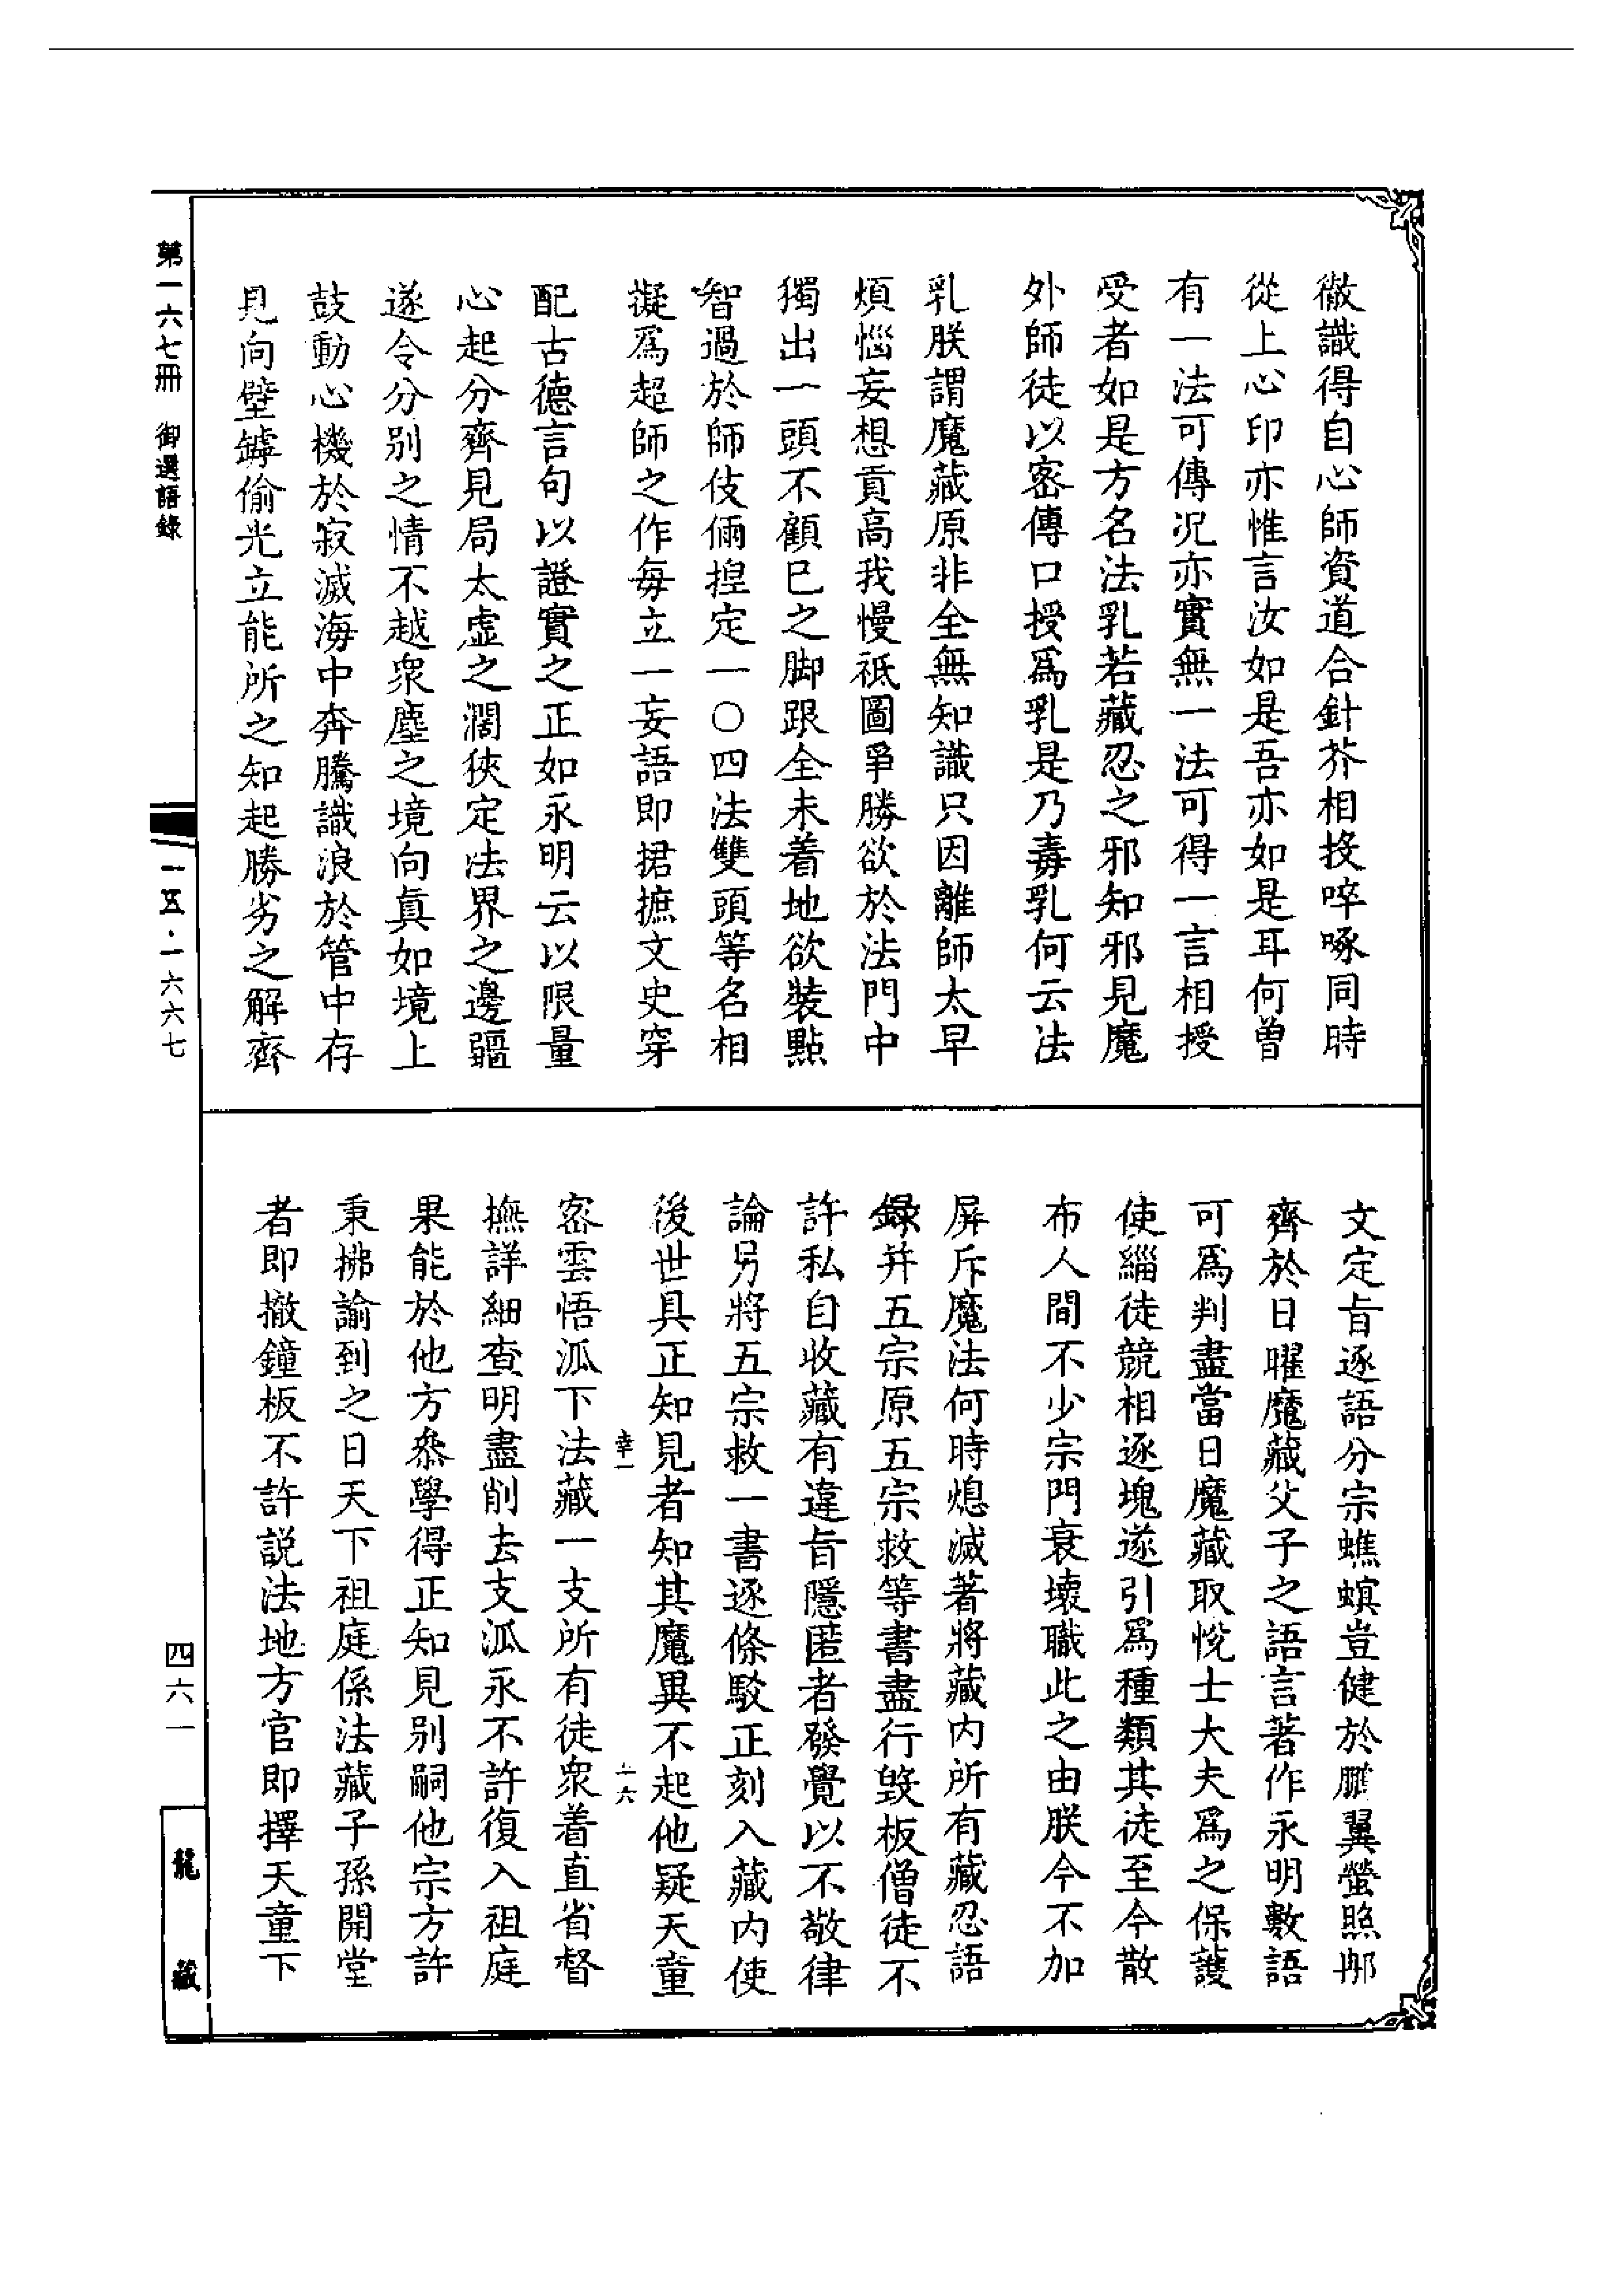 徹識得自心師資道合針芥相投啐啄同時
從上心印亦惟言汝如是吾亦如是耳何曾
有一法可傳况亦實無一法可得一言相授
受者如是方名法乳若藏忍之邪知邪見魔
外師徒以密傳口授爲乳是乃毒乳何云法
乳朕謂魔藏原非全無知識只因離師太早
煩惱妄想貢高我慢祇圖爭勝欲於法門中
獨出一頭不顧已之脚跟全未着地欲裝點
智過於師伎倆揑定一〇四法雙頭等名相
擬爲超師之作每立一妄語即捃摭文史穿
配古德言句以證實之正如永明云以限量
心起分齊見局太虛之濶狹定法界之邊疆
遂令分别之情不越衆塵之境向真如境上
鼓動心機於寂滅海中奔騰識浪於管中存
見向壁罅偷光立能所之知起勝劣之解齊
文定旨逐語分宗蟭螟豈健於鵬翼螢照那
齊於日曜魔藏父子之語言著作永明數語
可爲判盡當日魔藏取悅士大夫爲之保護
使緇徒競相逐塊遂引爲種類其徒至今散
布人間不少宗門衰壞職此之由朕今不加
屏斥魔法何時熄滅著將藏内所有藏忍語
録并五宗原五宗救等書盡行毀板僧徒不
許私自收藏有違旨隱匿者發覺以不敬律
論另將五宗救一書逐條駁正刻入藏内使
後世具正知見者知其魔異不起他疑天童
幸一 十六
密雲悟派下法藏一支所有徒衆着直省督
撫詳細查明盡削去支派永不許復入祖庭
果能於他方叅學得正知見别嗣他宗方許
秉拂諭到之日天下祖庭係法藏子孫開堂
者即撤鐘板不許説法地方官即擇天童下
第一六七冊 御選語錄
一五·一六六七
四六一
龍藏